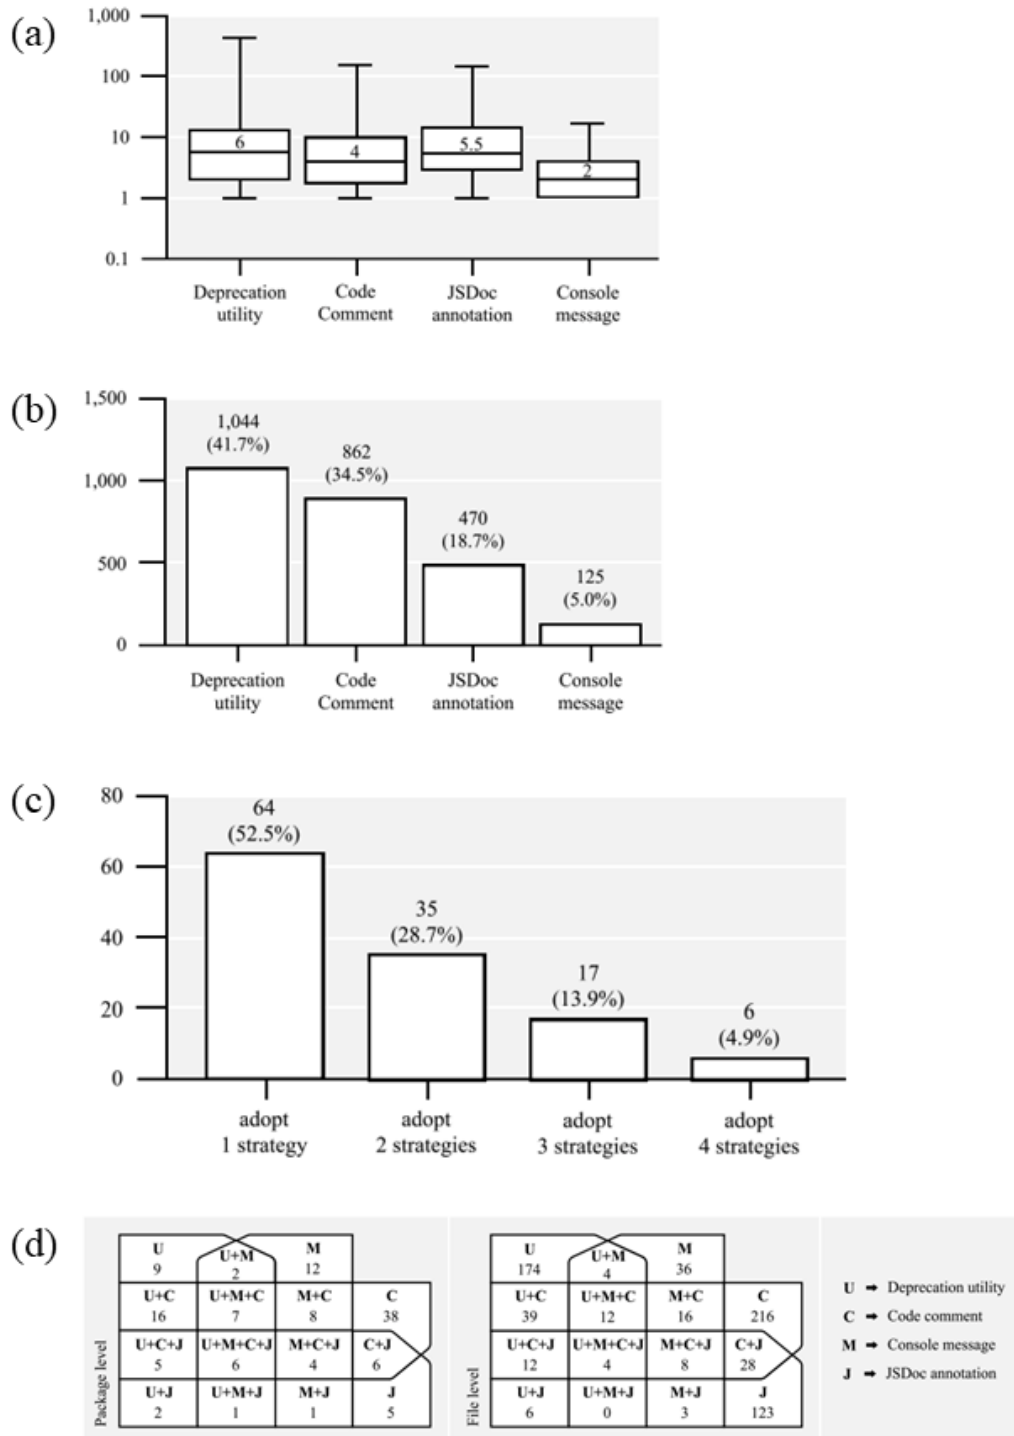 (a)
1,000
100
10
1
0.1
6
4
5.5
2
Deprecation
utility
Code
Comment
JSDoc
annotation
Console
message
(b)
1,500
1,000
500
0
1,044
(41.7%)
862
(34.5%)
470
(18.7%)
125
(5.0%)
Deprecation
utility
Code
Comment
JSDoc
annotation
Console
message
(c)
80
60
40
20
0
64
(52.5%)
35
(28.7%)
17
(13.9%)
6
(4.9%)
adopt
1 strategy
adopt
2 strategies
adopt
3 strategies
adopt
4 strategies
(d)
Package level
U
9
U+M
2
M
12
U+C
16
U+M+C
7
M+C
8
C
38
U+C+J
5
U+M+C+J
6
M+C+J
4
C+J
6
U+J
2
U+M+J
1
M+J
1
J
5
File level
U
174
U+M
4
M
36
U+C
39
U+M+C
12
M+C
16
C
216
U+C+J
12
U+M+C+J
4
M+C+J
8
C+J
28
U+J
6
U+M+J
0
M+J
3
J
123
U ➡ Deprecation utility
C ➡ Code comment
M ➡ Console message
J ➡ JSDoc annotation